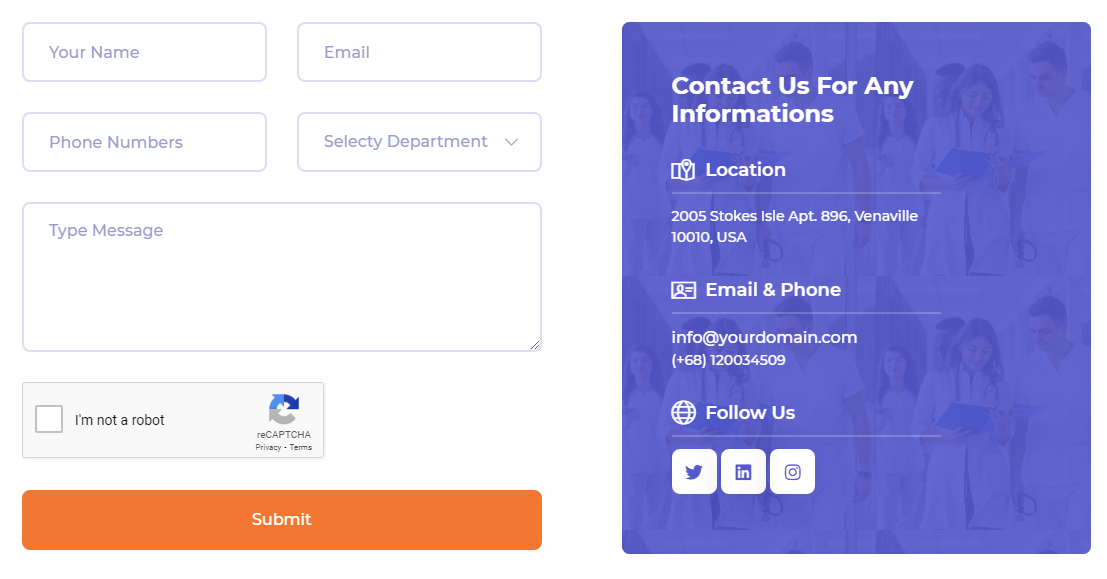 Your Name
Email
Phone Numbers
Selecty Department
Type Message
I'm not a robot
reCAPTCHA
Privacy - Terms
Submit
Contact Us For Any
Informations
Location
2005 Stokes Isle Apt. 896, Venaville
10010, USA
Email & Phone
info@yourdomain.com
(+68) 120034509
Follow Us